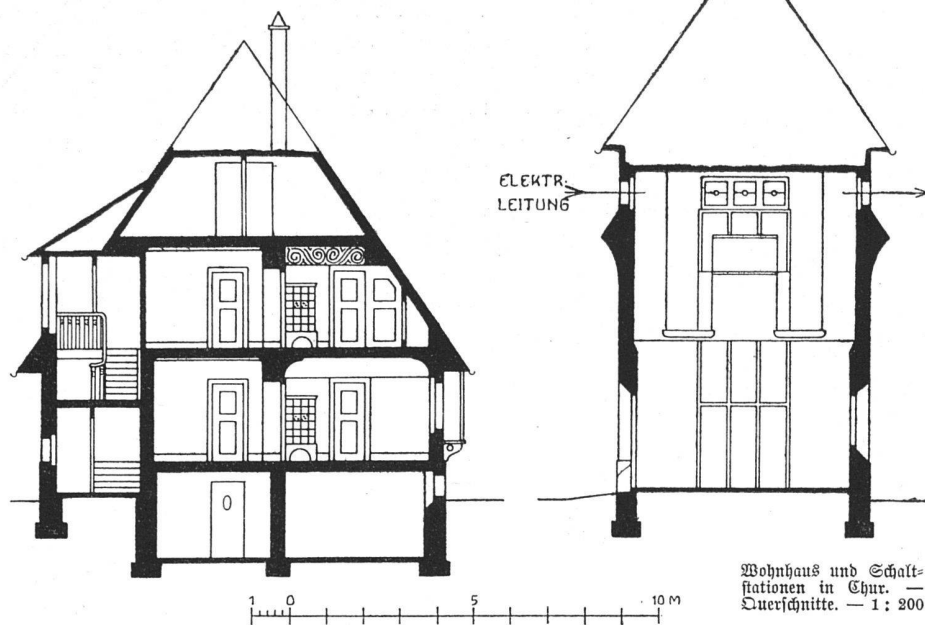 ELEKTR.
LEITUNG
1 0 5 10 M
Wohnhaus und Schalt=
stationen in Chur. —
Querschnitte. — 1 : 200